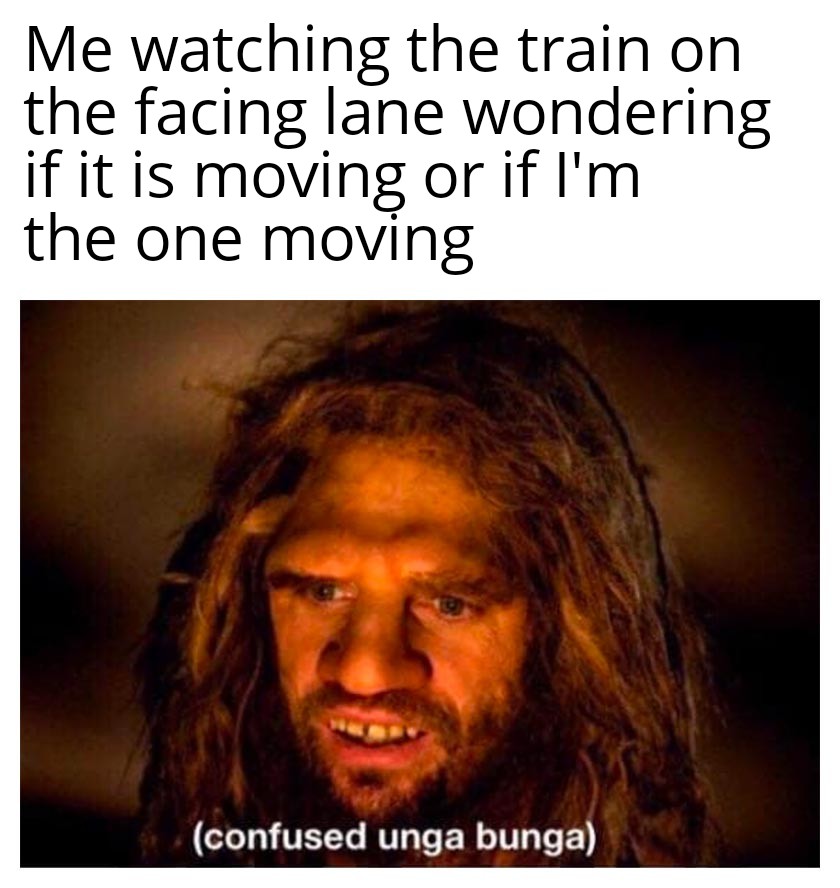 Me watching the train on
the facing lane wondering
if it is moving or if I'm
the one moving
(confused unga bunga)